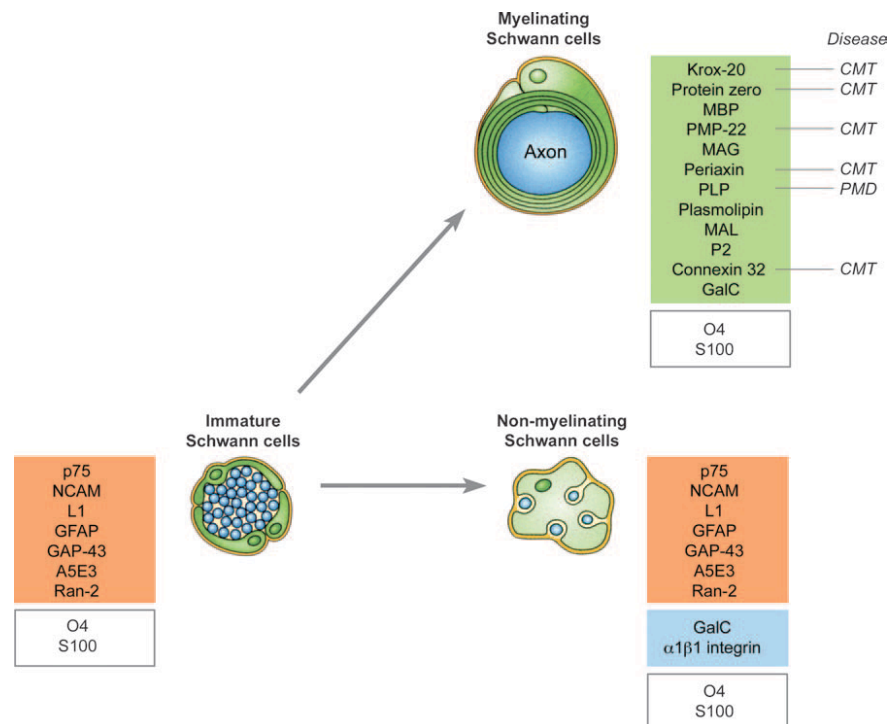 Myelinating
Schwann cells
Disease
Axon
Krox-20 CMT
Protein zero CMT
MBP
PMP-22 CMT
MAG
Periaxin CMT
PLP PMD
Plasmolipin
MAL
P2
Connexin 32 CMT
GalC
O4
S100
Immature
Schwann cells
Non-myelinating
Schwann cells
p75
NCAM
L1
GFAP
GAP-43
A5E3
Ran-2
O4
S100
p75
NCAM
L1
GFAP
GAP-43
A5E3
Ran-2
GalC
α1β1 integrin
O4
S100